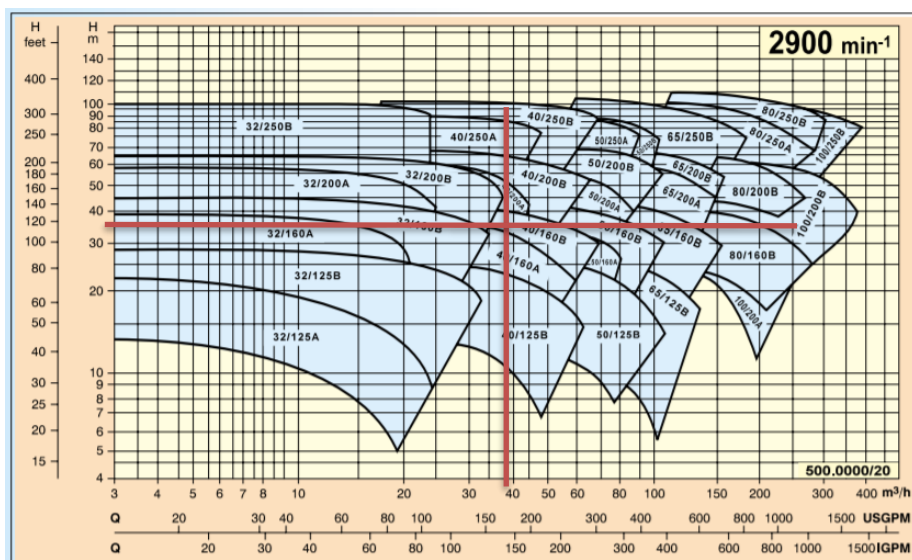 H
feet
H
m
2900 min-1
400
300
250
200
180
160
140
120
100
80
60
50
40
30
25
20
15
140
120
100
90
80
70
60
50
40
30
20
10
9
8
7
6
5
4
32/250B
40/250A
40/250B
50/250A
65/250B
80/250A
80/250B
100/250B
32/200A
32/200B
40/200B
50/200A
50/200B
65/200A
65/200B
80/200B
100/200B
32/160A
40/160A
40/160B
50/160A
65/160B
80/160B
100/200A
32/125B
32/125A
40/125B
50/125B
65/125B
500.0000/20
3 4 5 6 7 8 10 20 30 40 50 60 80 100 150 200 300 400 m³/h
Q 20 30 40 60 80 100 150 200 300 400 600 800 1000 1500 USGPM
Q 20 30 40 60 80 100 150 200 300 400 600 800 1000 1500 IGPM